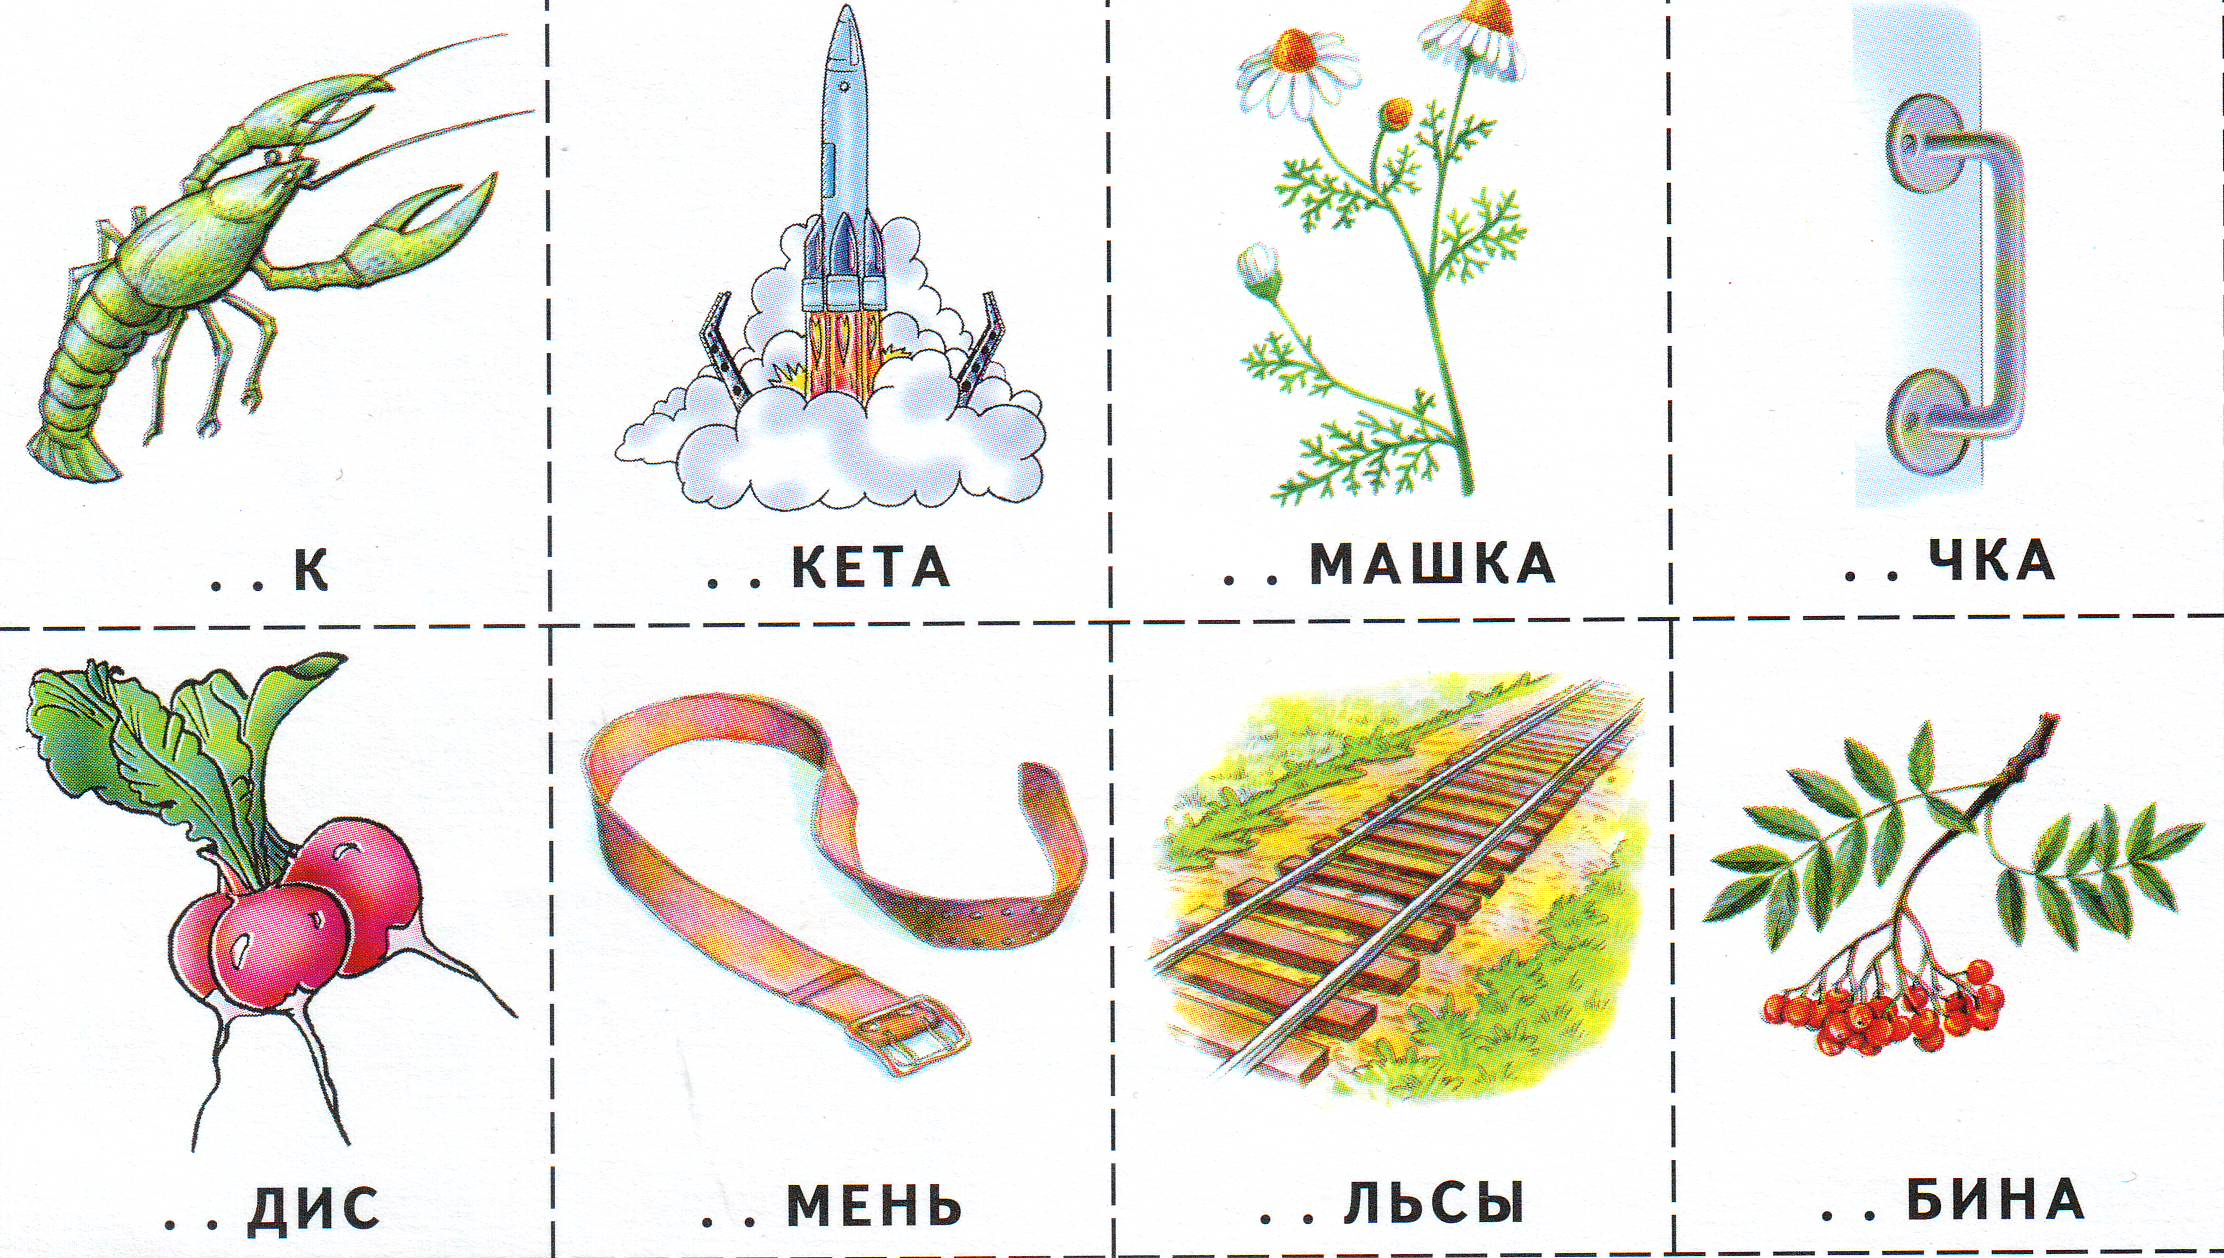 . . К
. . КЕТА
. . МАШКА
. . ЧКА
. . ДИС
. . МЕНЬ
. . ЛЬСЫ
. . БИНА